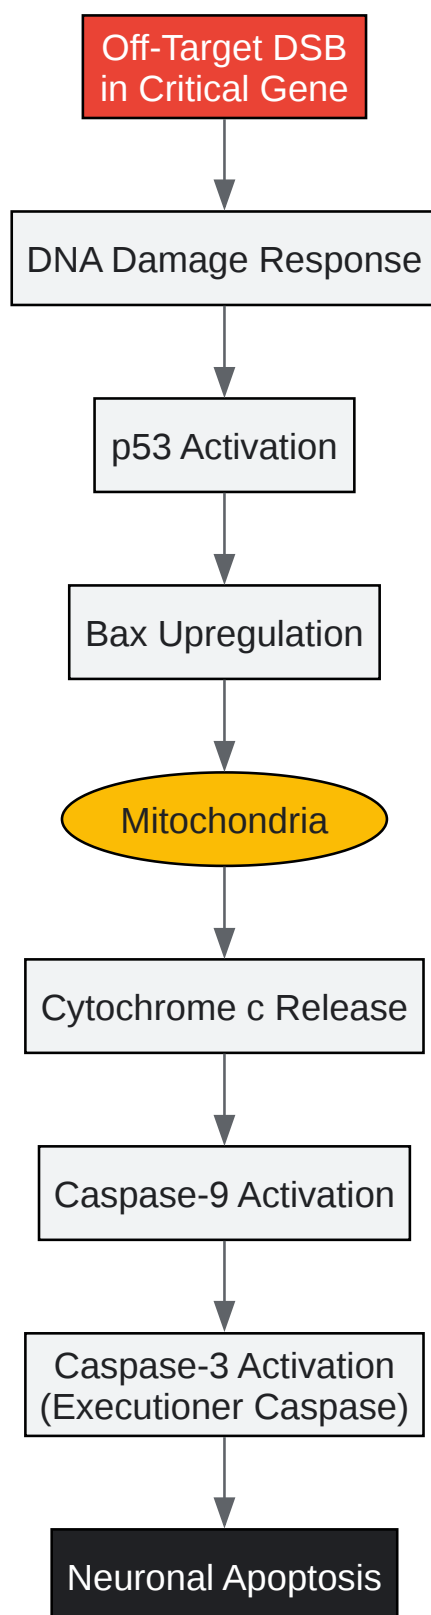 Off-Target DSB
in Critical Gene
DNA Damage Response
p53 Activation
Bax Upregulation
Mitochondria
Cytochrome c Release
Caspase-9 Activation
Caspase-3 Activation
(Executioner Caspase)
Neuronal Apoptosis